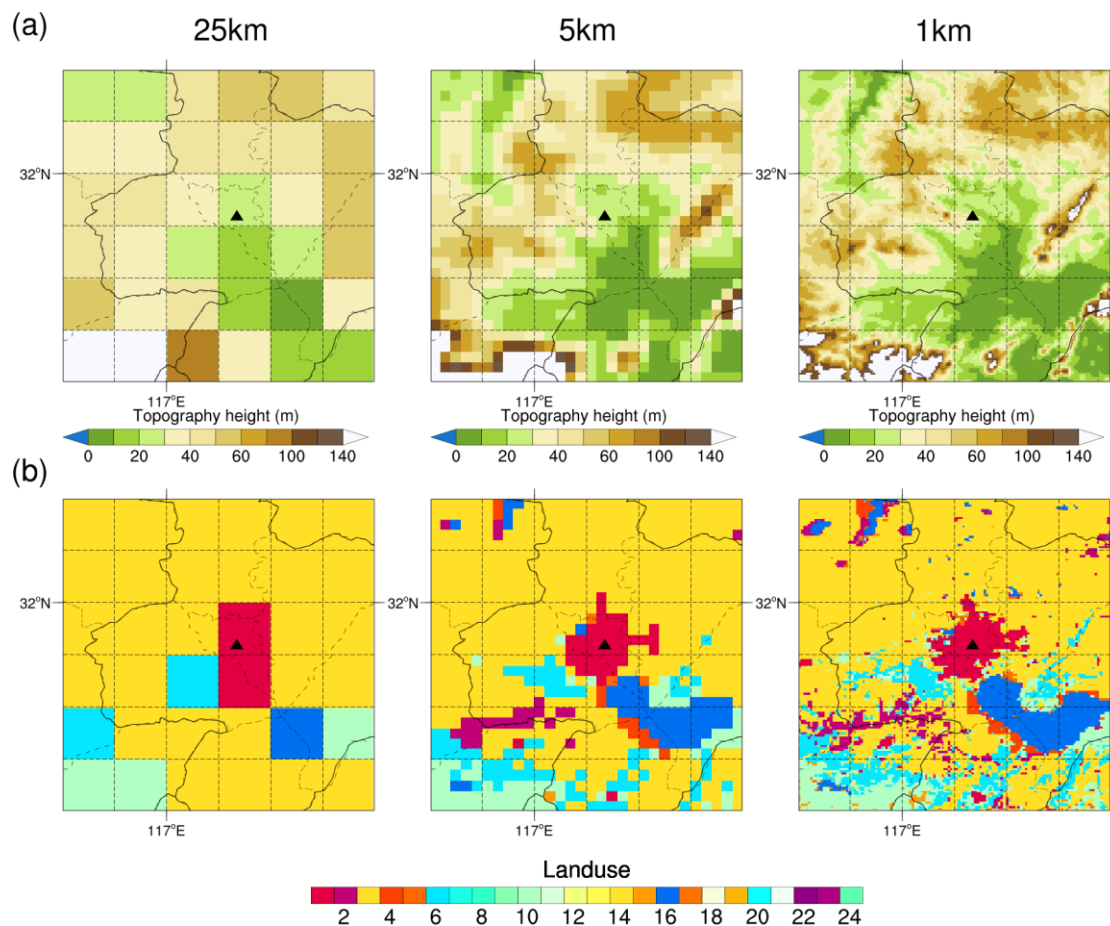 (a)
25km 5km 1km
32°N 32°N 32°N
117°E 117°E 117°E
Topography height (m) Topography height (m) Topography height (m)
0 20 40 60 100 140 0 20 40 60 100 140 0 20 40 60 100 140
(b)
32°N 32°N 32°N
117°E 117°E 117°E
Landuse
2 4 6 8 10 12 14 16 18 20 22 24